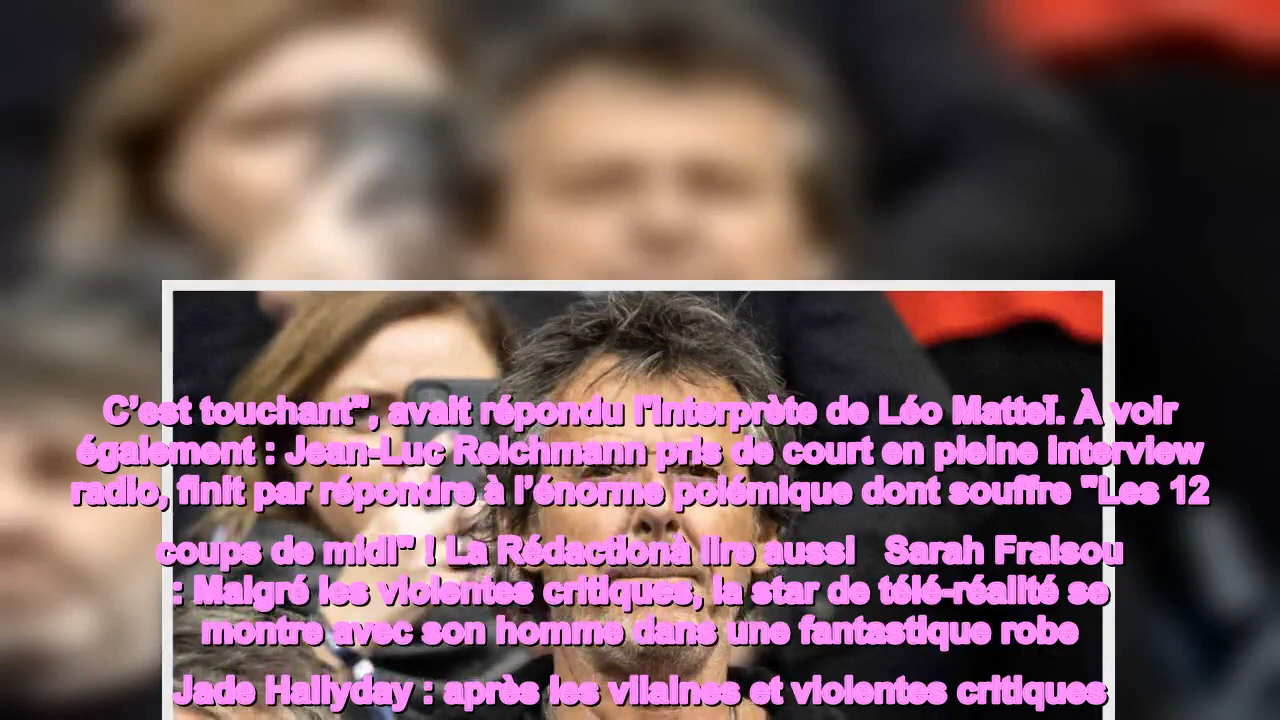 C’est touchant", avait répondu l'interprète de Léo Matteï. À voir
également : Jean-Luc Reichmann pris de court en pleine interview
radio, finit par répondre à l’énorme polémique dont souffre "Les 12
coups de midi" ! La Rédactionà lire aussi   Sarah Fraisou
: Malgré les violentes critiques, la star de télé-réalité se
montre avec son homme dans une fantastique robe
Jade Hallyday : après les vilaines et violentes critiques